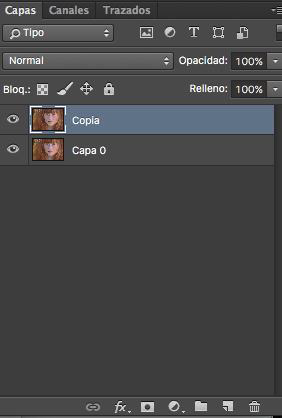 Capas Canales Trazados
Tipo
Normal Opacidad: 100%
Bloq.: Relleno: 100%
Copia
Capa 0
fx